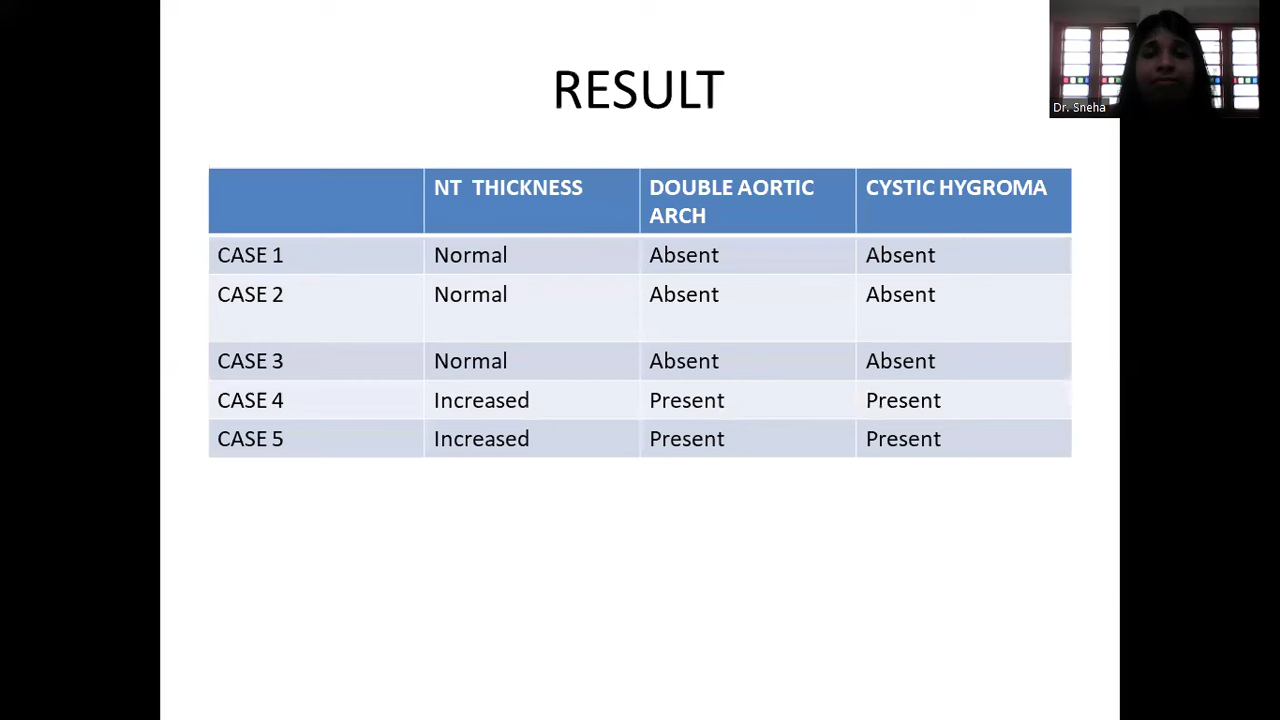 RESULT
Dr. Sneha
NT THICKNESS DOUBLE AORTIC ARCH CYSTIC HYGROMA
CASE 1 Normal Absent Absent
CASE 2 Normal Absent Absent
CASE 3 Normal Absent Absent
CASE 4 Increased Present Present
CASE 5 Increased Present Present